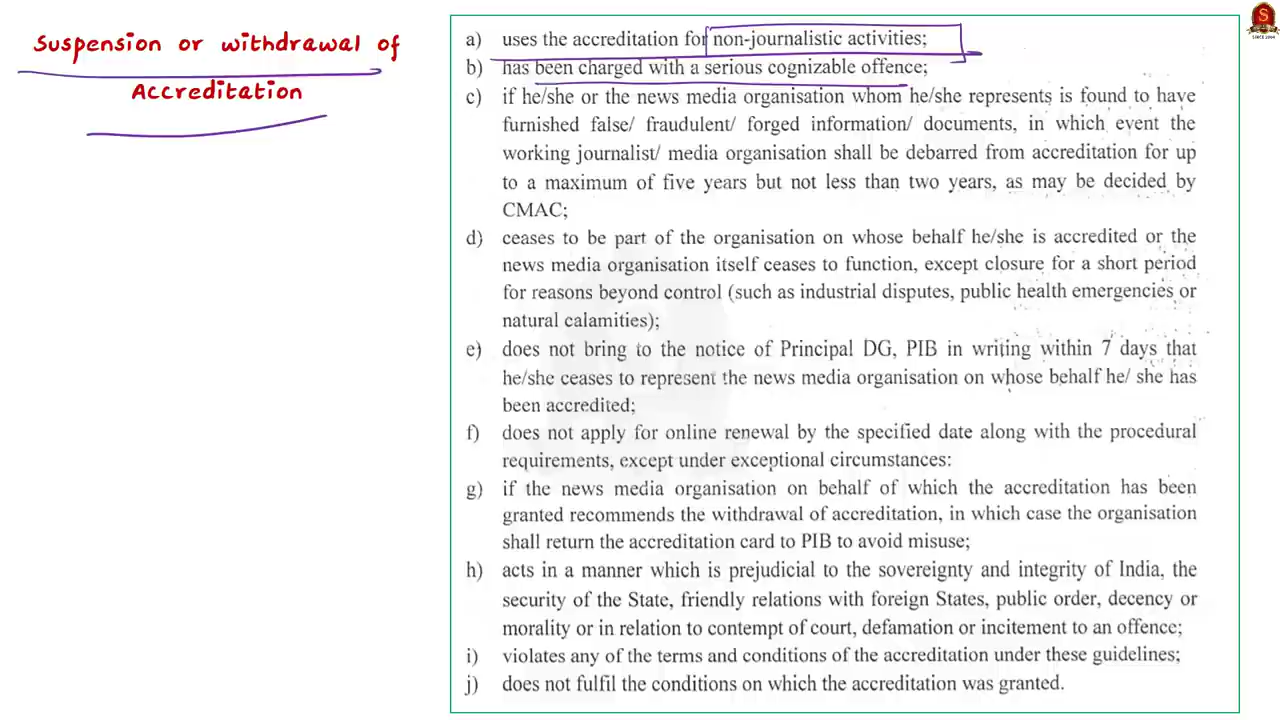 Suspension or withdrawal of
Accreditation
S
SINCE 2004
a) uses the accreditation for non-journalistic activities;
b) has been charged with a serious cognizable offence;
c) if he/she or the news media organisation whom he/she represents is found to have
furnished false/ fraudulent/ forged information/ documents, in which event the
working journalist/ media organisation shall be debarred from accreditation for up
to a maximum of five years but not less than two years, as may be decided by
CMAC;
d) ceases to be part of the organisation on whose behalf he/she is accredited or the
news media organisation itself ceases to function, except closure for a short period
for reasons beyond control (such as industrial disputes, public health emergencies or
natural calamities);
e) does not bring to the notice of Principal DG, PIB in writing within 7 days that
he/she ceases to represent the news media organisation on whose behalf he/ she has
been accredited;
f) does not apply for online renewal by the specified date along with the procedural
requirements, except under exceptional circumstances:
g) if the news media organisation on behalf of which the accreditation has been
granted recommends the withdrawal of accreditation, in which case the organisation
shall return the accreditation card to PIB to avoid misuse;
h) acts in a manner which is prejudicial to the sovereignty and integrity of India, the
security of the State, friendly relations with foreign States, public order, decency or
morality or in relation to contempt of court, defamation or incitement to an offence;
i) violates any of the terms and conditions of the accreditation under these guidelines;
j) does not fulfil the conditions on which the accreditation was granted.